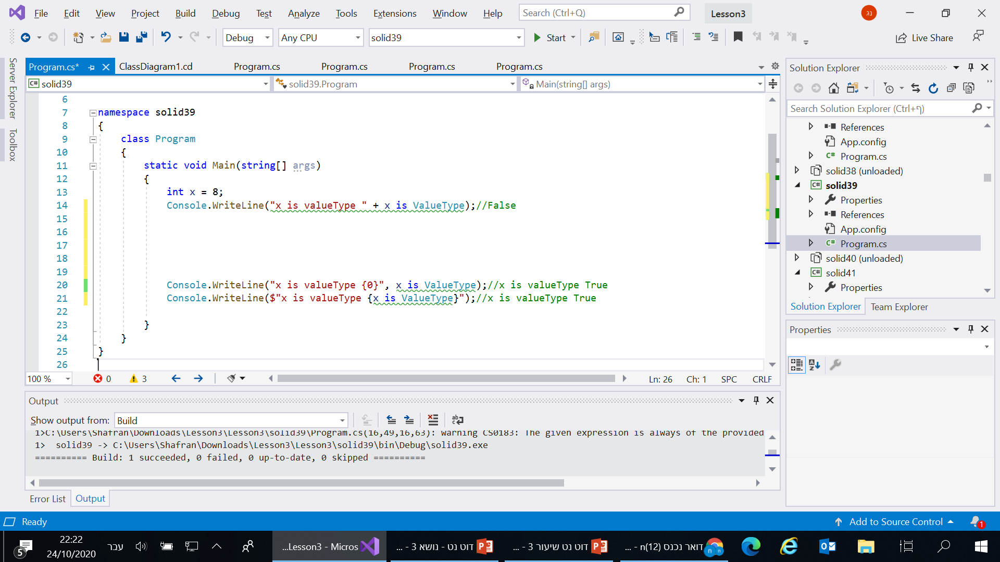 File Edit View Project Build Debug Test Analyze Tools Extensions Window Help Search (Ctrl+Q) Lesson3 נג
Debug Any CPU solid39 Start Live Share
Server Explorer
Toolbox
Program.cs* ClassDiagram1.cd Program.cs Program.cs Program.cs Program.cs
C# solid39 solid39.Program Main(string[] args)
6
7 namespace solid39
8 {
9 class Program
10 {
11 static void Main(string[] args)
12 {
13 int x = 8;
14 Console.WriteLine("x is valueType " + x is ValueType);//False
15
16
17
18
19
20 Console.WriteLine("x is valueType {0}", x is ValueType);//x is valueType True
21 Console.WriteLine($"x is valueType {x is ValueType}");//x is valueType True
22
23 }
24 }
25 }
26
100 % 0 3 Ln: 26 Ch: 1 SPC CRLF
Output
Show output from: Build
1>C:\Users\Shafran\Downloads\Lesson3\Lesson3\solid39\Program.cs(16,49,16,63): warning CS0183: The given expression is always of the provided
1> solid39 -> C:\Users\Shafran\Downloads\Lesson3\Lesson3\solid39\bin\Debug\solid39.exe
========== Build: 1 succeeded, 0 failed, 0 up-to-date, 0 skipped ==========
Error List Output
Solution Explorer
Search Solution Explorer (Ctrl+ף)
References
App.config
C# Program.cs
solid38 (unloaded)
C# solid39
Properties
References
App.config
C# Program.cs
solid40 (unloaded)
C# solid41
Properties
Solution Explorer Team Explorer
Properties
Ready Add to Source Control 1
5 22:22
24/10/2020 עבר ...Lesson3 - Micros דוט נט - נושא 3 - ... דוט נט שיעור 3 - ... דואר נכנס (12) n - ...